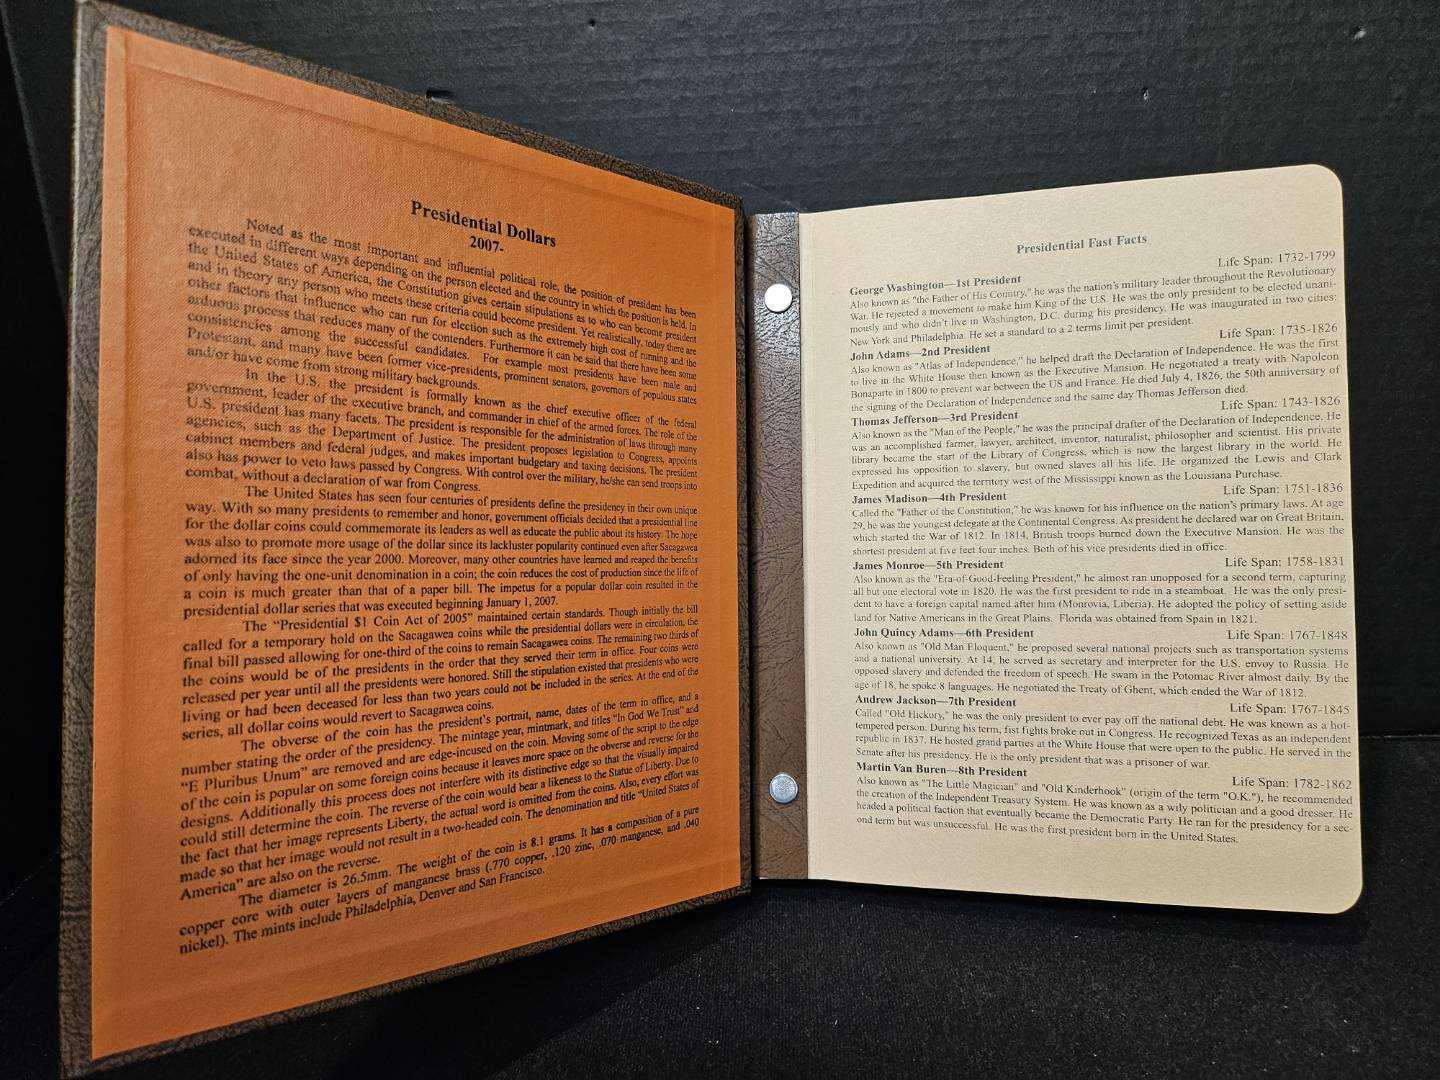 Presidential Dollars
2007-
Noted as the most important and influential political role, the position of president has been
executed in different ways depending on the person elected and the country in which the position is held. In
the United States of America, the Constitution gives certain stipulations as to who can become president
and in theory any person who meets these criteria could become president. Yet realistically, today there are
other factors that influence who can run for election such as the extremely high cost of running and the
arduous process that reduces many of the contenders. Furthermore it can be said that there have been some
consistencies among the successful candidates. For example most presidents have been male and
Protestant, and many have been former vice-presidents, prominent senators, governors of populous states
and/or have come from strong military backgrounds.
In the U.S. the president is formally known as the chief executive officer of the federal
government, leader of the executive branch, and commander in chief of the armed forces. The role of the
U.S. president has many facets. The president is responsible for the administration of laws through many
agencies, such as the Department of Justice. The president proposes legislation to Congress, appoints
cabinet members and federal judges, and makes important budgetary and taxing decisions. The president
also has power to veto laws passed by Congress. With control over the military, he/she can send troops into
combat, without a declaration of war from Congress.
The United States has seen four centuries of presidents define the presidency in their own unique
way. With so many presidents to remember and honor, government officials decided that a presidential line
for the dollar coins could commemorate its leaders as well as educate the public about its history. The hope
was also to promote more usage of the dollar since its lackluster popularity continued even after Sacagawea
adorned its face since the year 2000. Moreover, many other countries have learned and reaped the benefits
of only having the one-unit denomination in a coin; the coin reduces the cost of production since the life of
a coin is much greater than that of a paper bill. The impetus for a popular dollar coin resulted in the
presidential dollar series that was executed beginning January 1, 2007.
The "Presidential $1 Coin Act of 2005" maintained certain standards. Though initially the bill
called for a temporary hold on the Sacagawea coins while the presidential dollars were in circulation, the
final bill passed allowing for one-third of the coins to remain Sacagawea coins. The remaining two thirds of
the coins would be of the presidents in the order that they served their term in office. Four coins were
released per year until all the presidents were honored. Still the stipulation existed that presidents who were
living or had been deceased for less than two years could not be included in the series. At the end of the
series, all dollar coins would revert to Sacagawea coins.
The obverse of the coin has the president's portrait, name, dates of the term in office, and a
number stating the order of the presidency. The mintage year, mintmark, and titles "In God We Trust" and
"E Pluribus Unum" are removed and are edge-incused on the coin. Moving some of the script to the edge
of the coin is popular on some foreign coins because it leaves more space on the obverse and reverse for the
designs. Additionally this process does not interfere with its distinctive edge so that the visually impaired
could still determine the coin. The reverse of the coin would bear a likeness to the Statue of Liberty. Due to
the fact that her image represents Liberty, the actual word is omitted from the coins. Also, every effort was
made so that her image would not result in a two-headed coin. The denomination and title "United States of
America" are also on the reverse.
The diameter is 26.5mm. The weight of the coin is 8.1 grams. It has a composition of a pure
copper core with outer layers of manganese brass (.770 copper, .120 zinc, .070 manganese, and .040
nickel). The mints include Philadelphia, Denver and San Francisco.
Presidential Fast Facts
George Washington—1st President Life Span: 1732-1799
Also known as "the Father of His Country," he was the nation's military leader throughout the Revolutionary
War. He rejected a movement to make him King of the U.S. He was the only president to be elected unani-
mously and who didn't live in Washington, D.C. during his presidency. He was inaugurated in two cities:
New York and Philadelphia. He set a standard to a 2 terms limit per president.
John Adams—2nd President Life Span: 1735-1826
Also known as "Atlas of Independence," he helped draft the Declaration of Independence. He was the first
to live in the White House then known as the Executive Mansion. He negotiated a treaty with Napoleon
Bonaparte in 1800 to prevent war between the US and France. He died July 4, 1826, the 50th anniversary of
the signing of the Declaration of Independence and the same day Thomas Jefferson died.
Thomas Jefferson—3rd President Life Span: 1743-1826
Also known as the "Man of the People," he was the principal drafter of the Declaration of Independence. He
was an accomplished farmer, lawyer, architect, inventor, naturalist, philosopher and scientist. His private
library became the start of the Library of Congress, which is now the largest library in the world. He
expressed his opposition to slavery, but owned slaves all his life. He organized the Lewis and Clark
Expedition and acquired the territory west of the Mississippi known as the Louisiana Purchase.
James Madison—4th President Life Span: 1751-1836
Called the "Father of the Constitution," he was known for his influence on the nation's primary laws. At age
29, he was the youngest delegate at the Continental Congress. As president he declared war on Great Britain,
which started the War of 1812. In 1814, British troops burned down the Executive Mansion. He was the
shortest president at five feet four inches. Both of his vice presidents died in office.
James Monroe—5th President Life Span: 1758-1831
Also known as the "Era-of-Good-Feeling President," he almost ran unopposed for a second term, capturing
all but one electoral vote in 1820. He was the first president to ride in a steamboat. He was the only presi-
dent to have a foreign capital named after him (Monrovia, Liberia). He adopted the policy of setting aside
land for Native Americans in the Great Plains. Florida was obtained from Spain in 1821.
John Quincy Adams—6th President Life Span: 1767-1848
Also known as "Old Man Eloquent," he proposed several national projects such as transportation systems
and a national university. At 14, he served as secretary and interpreter for the U.S. envoy to Russia. He
opposed slavery and defended the freedom of speech. He swam in the Potomac River almost daily. By the
age of 18, he spoke 8 languages. He negotiated the Treaty of Ghent, which ended the War of 1812.
Andrew Jackson—7th President Life Span: 1767-1845
Called "Old Hickory," he was the only president to ever pay off the national debt. He was known as a hot-
tempered person. During his term, fist fights broke out in Congress. He recognized Texas as an independent
republic in 1837. He hosted grand parties at the White House that were open to the public. He served in the
Senate after his presidency. He is the only president that was a prisoner of war.
Martin Van Buren—8th President Life Span: 1782-1862
Also known as "The Little Magician" and "Old Kinderhook" (origin of the term "O.K."), he recommended
the creation of the Independent Treasury System. He was known as a wily politician and a good dresser. He
headed a political faction that eventually became the Democratic Party. He ran for the presidency for a sec-
ond term but was unsuccessful. He was the first president born in the United States.